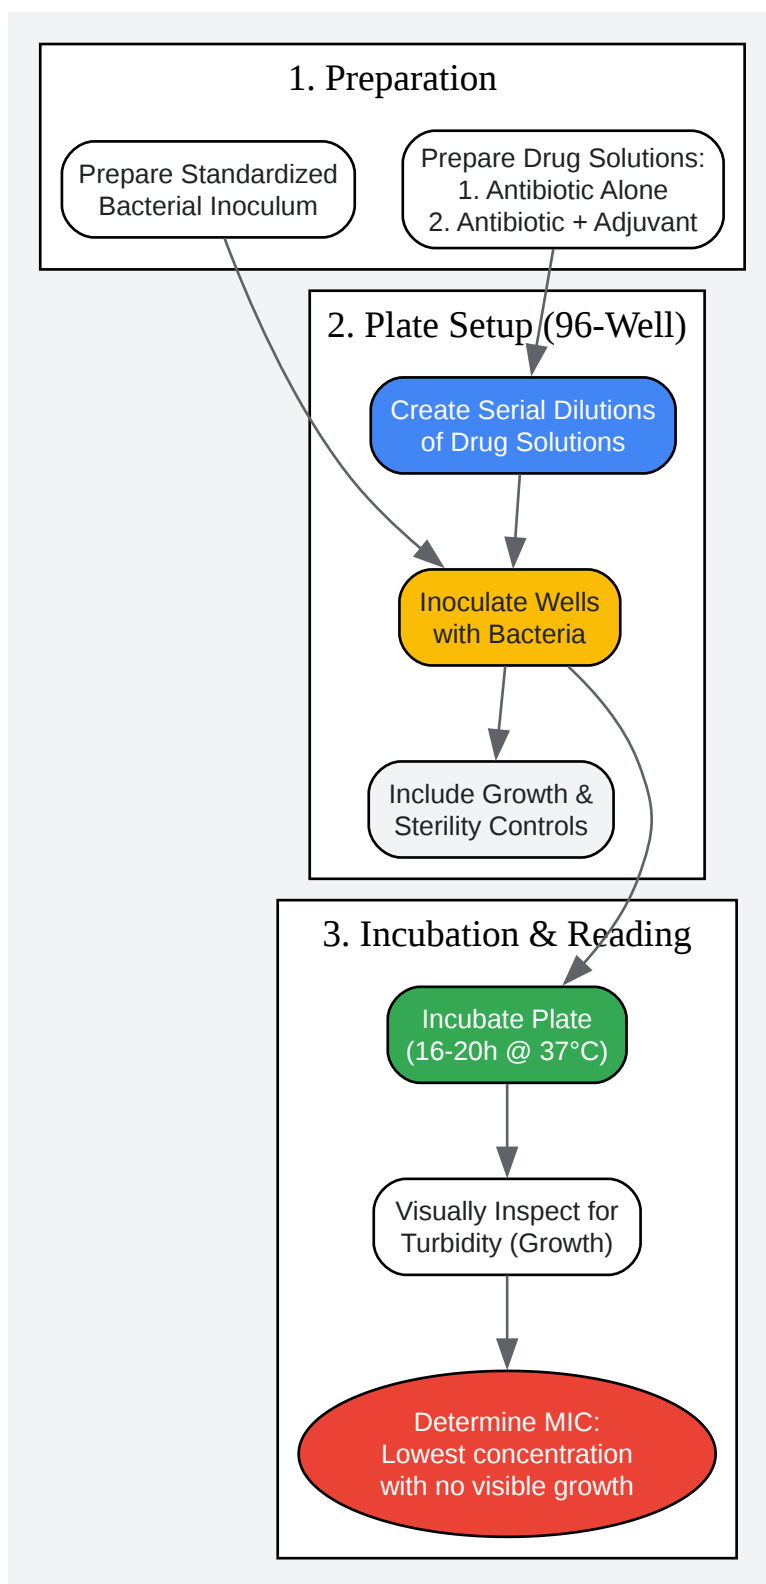 1. Preparation
Prepare Standardized
Bacterial Inoculum
Prepare Drug Solutions:
1. Antibiotic Alone
2. Antibiotic + Adjuvant
2. Plate Setup (96-Well)
Create Serial Dilutions
of Drug Solutions
Inoculate Wells
with Bacteria
Include Growth &
Sterility Controls
3. Incubation & Reading
Incubate Plate
(16-20h @ 37°C)
Visually Inspect for
Turbidity (Growth)
Determine MIC:
Lowest concentration
with no visible growth